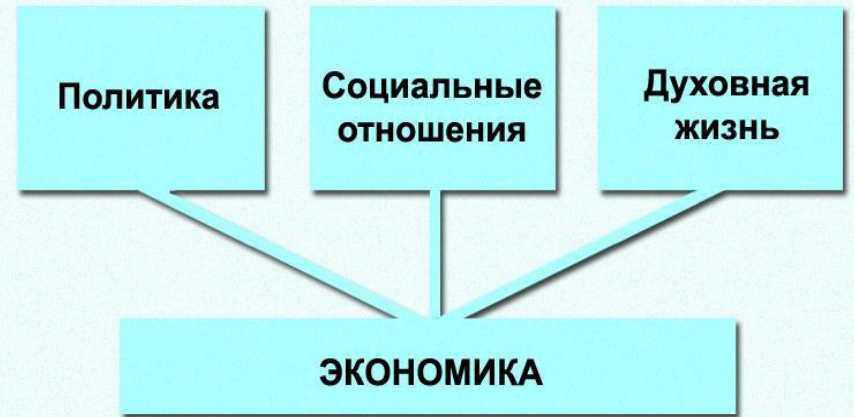 Политика
Социальные
отношения
Духовная
жизнь
ЭКОНОМИКА